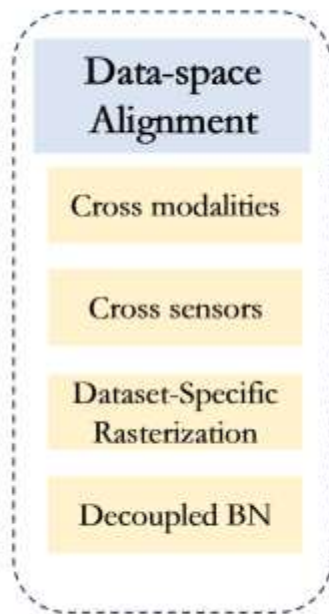 Data-space
Alignment
Cross modalities
Cross sensors
Dataset-Specific
Rasterization
Decoupled BN